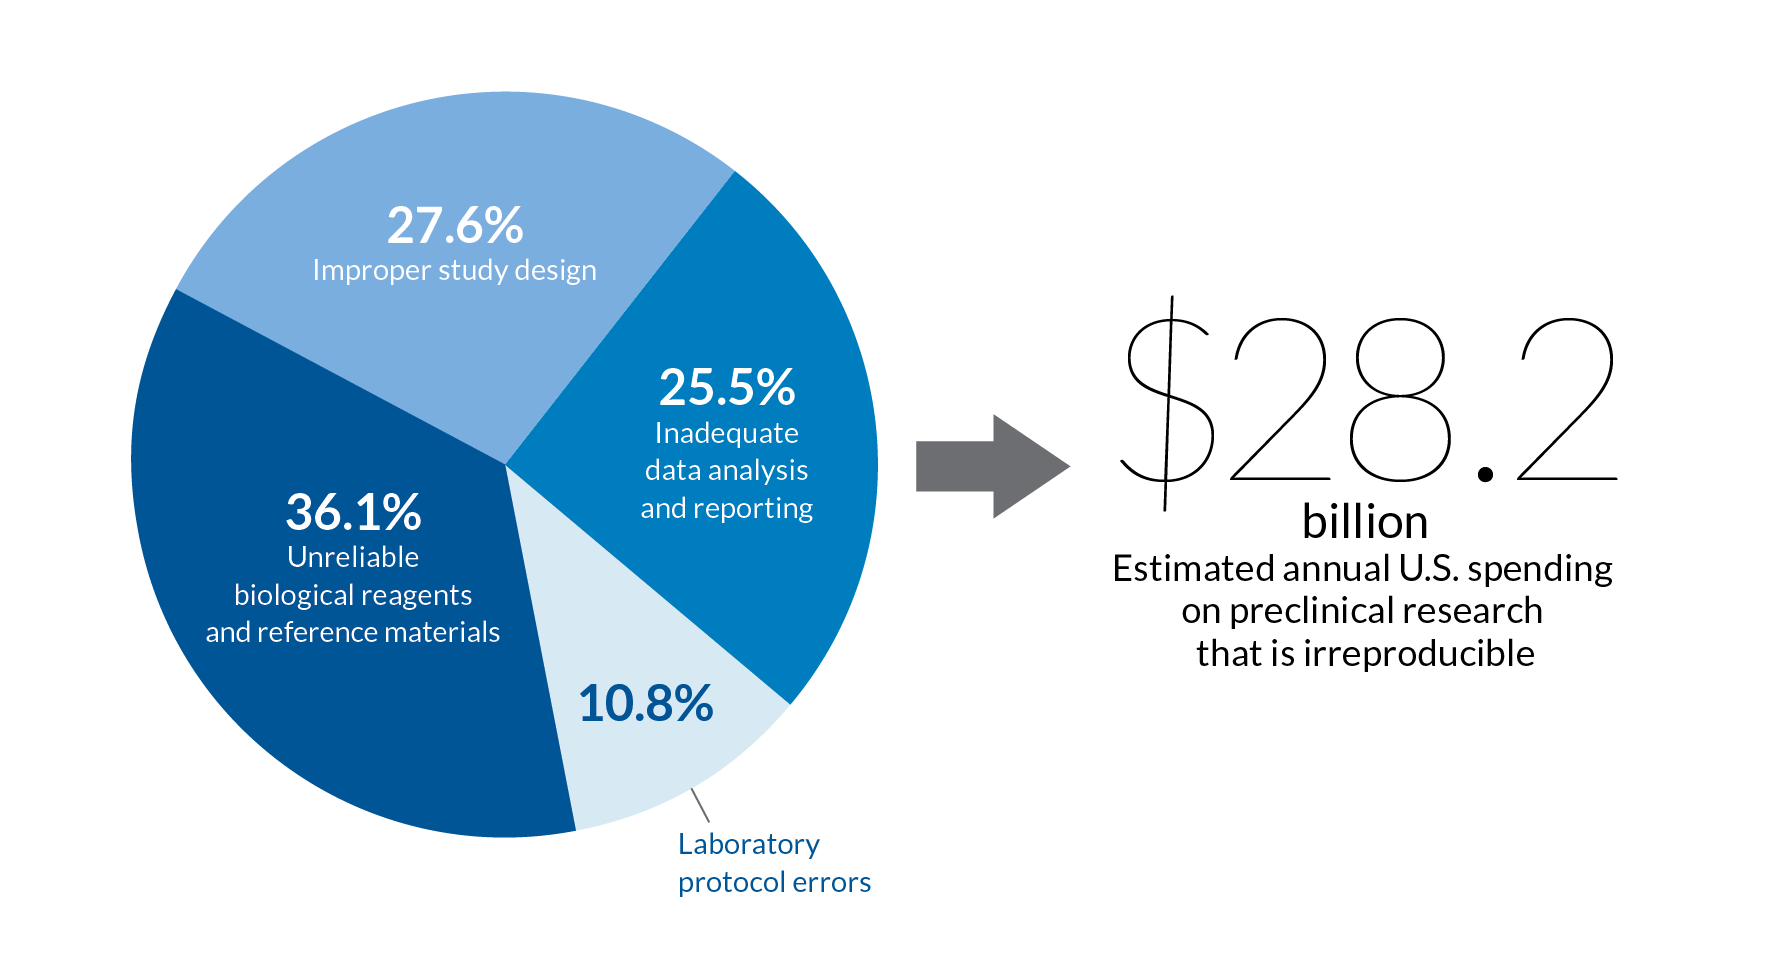 27.6%
Improper study design
25.5%
Inadequate
data analysis
and reporting
36.1%
Unreliable
biological reagents
and reference materials
10.8%
Laboratory
protocol errors
$28.2
billion
Estimated annual U.S. spending
on preclinical research
that is irreproducible